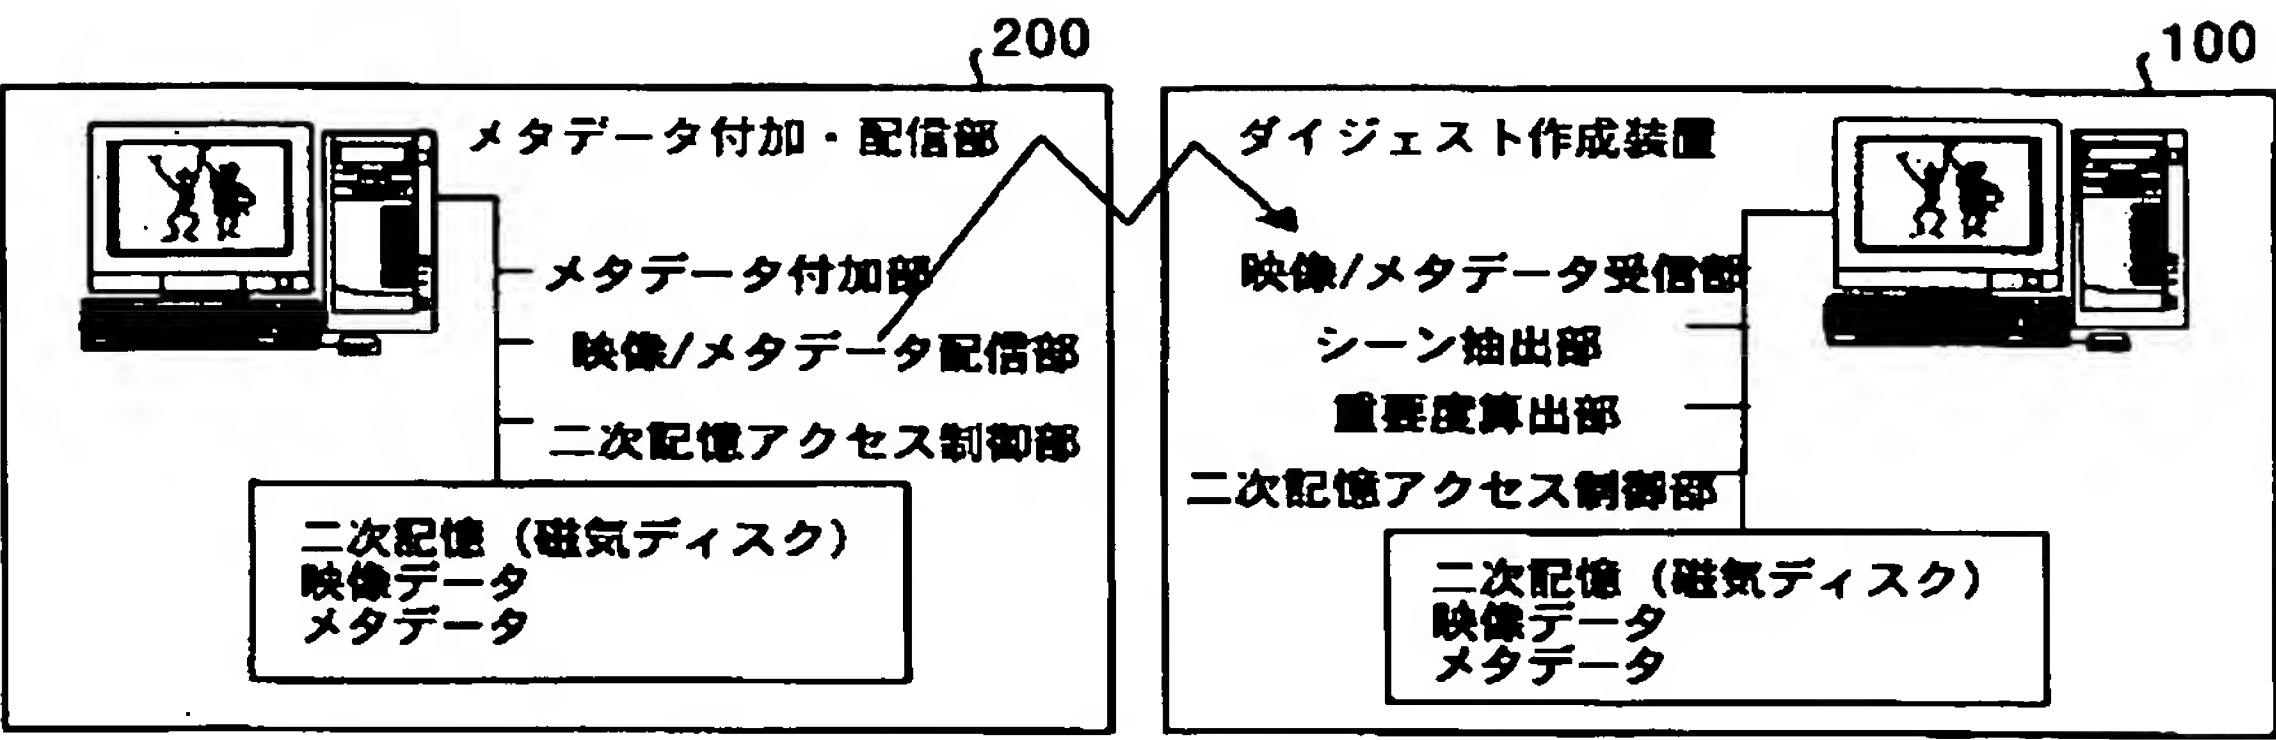 200
メタデータ付加・配信部
メタデータ付加部
映像/メタデータ配信部
二次記憶アクセス制御部
二次記憶（磁気ディスク）
映像データ
メタデータ
100
ダイジェスト作成装置
映像/メタデータ受信部
シーン抽出部
重要度算出部
二次記憶アクセス制御部
二次記憶（磁気ディスク）
映像データ
メタデータ